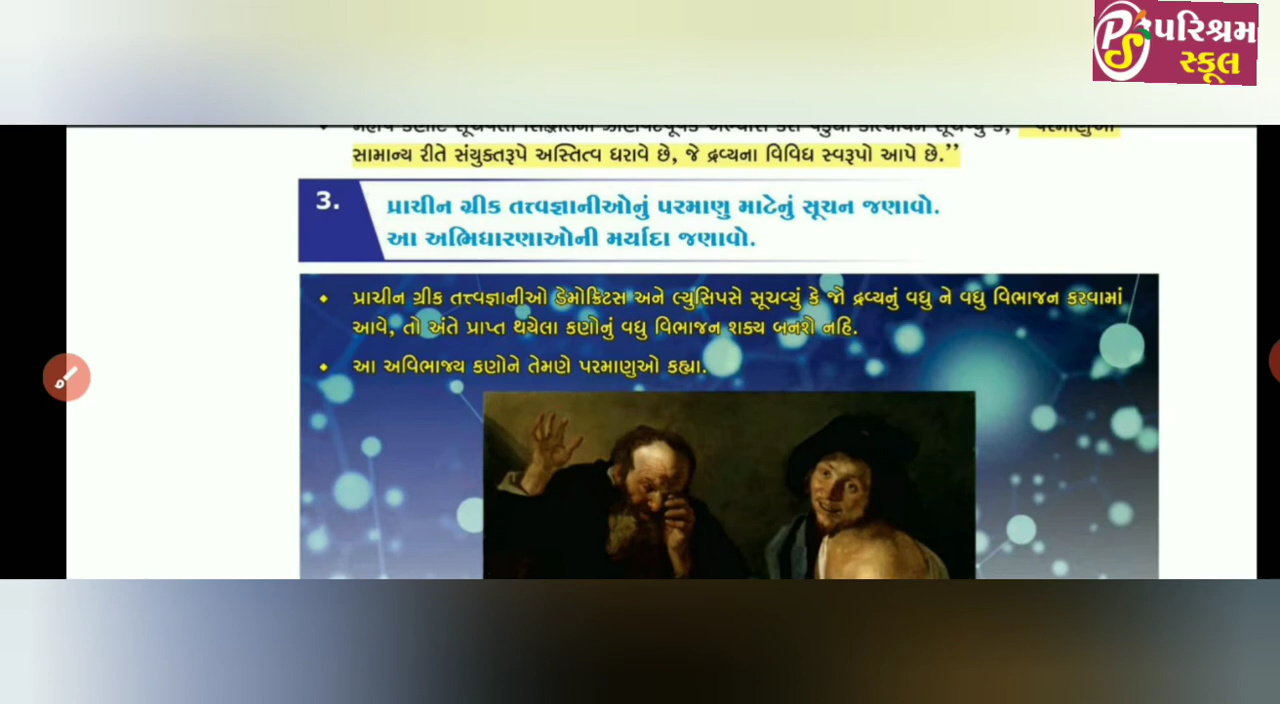 PS પરિશ્રમ
સ્કૂલ
સામાન્ય રીતે સંયુક્તરૂપે અસ્તિત્વ ધરાવે છે, જે દ્રવ્યના વિવિધ સ્વરૂપો આપે છે.’’
3.
પ્રાચીન ગ્રીક તત્ત્વજ્ઞાનીઓનું પરમાણુ માટેનું સૂચન જણાવો.
આ અભિધારણાઓની મર્યાદા જણાવો.
• પ્રાચીન ગ્રીક તત્ત્વજ્ઞાનીઓ ડેમોક્રિટસ અને લ્યુસિપસે સૂચવ્યું કે જો દ્રવ્યનું વધુ ને વધુ વિભાજન કરવામાં
આવે, તો અંતે પ્રાપ્ત થયેલા કણોનું વધુ વિભાજન શક્ય બનશે નહિ.
• આ અવિભાજ્ય કણોને તેમણે પરમાણુઓ કહ્યા.